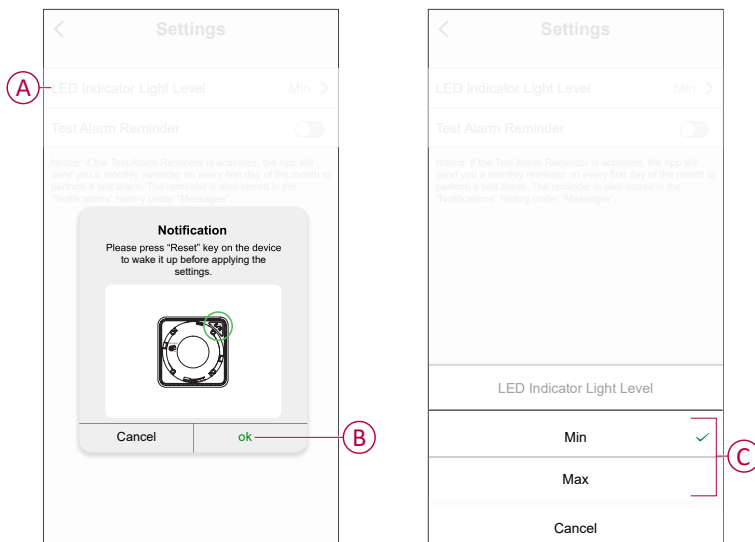 Settings
A
LED Indicator Light Level Min
Test Alarm Reminder
Notice: If the Test Alarm Reminder is activated, the App will
send you a monthly reminder on every first day of the month to
perform a test alarm. The reminder is also stored in the
"Notifications" history under "Messages".
Notification
Please press “Reset” key on the device
to wake it up before applying the
settings.
Cancel
ok
B
Settings
LED Indicator Light Level Min
Test Alarm Reminder
Notice: If the Test Alarm Reminder is activated, the App will
send you a monthly reminder on every first day of the month to
perform a test alarm. The reminder is also stored in the
"Notifications" history under "Messages".
LED Indicator Light Level
Min
Max
C
Cancel